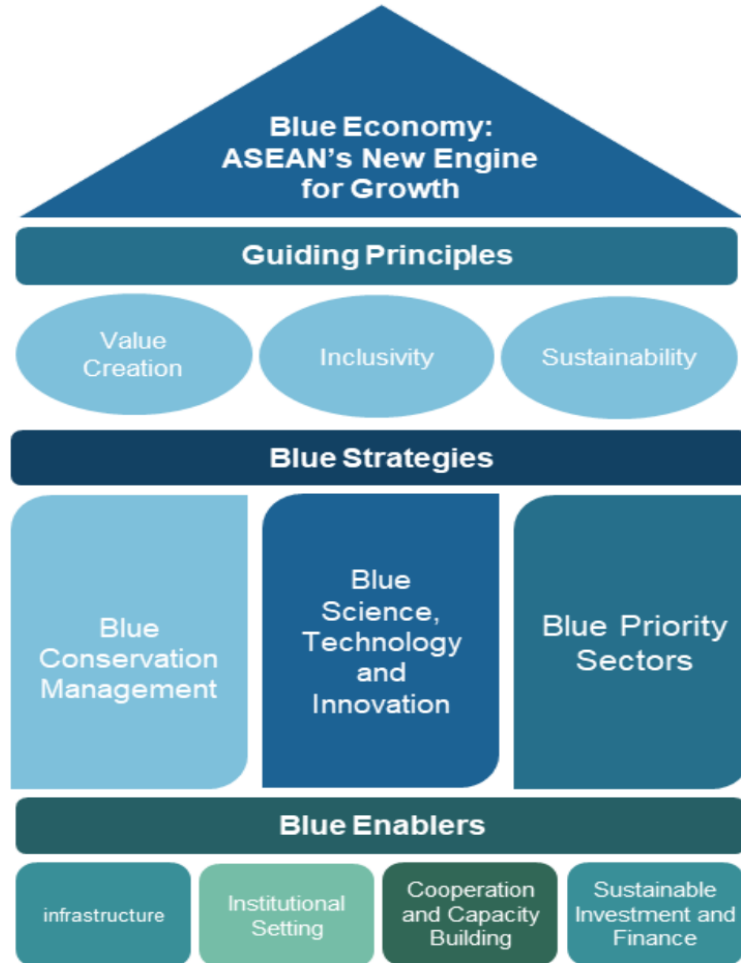 Blue Economy:
ASEAN's New Engine
for Growth
Guiding Principles
Value
Creation
Inclusivity
Sustainability
Blue Strategies
Blue
Conservation
Management
Blue
Science,
Technology
and
Innovation
Blue Priority
Sectors
Blue Enablers
infrastructure
Institutional
Setting
Cooperation
and Capacity
Building
Sustainable
Investment and
Finance